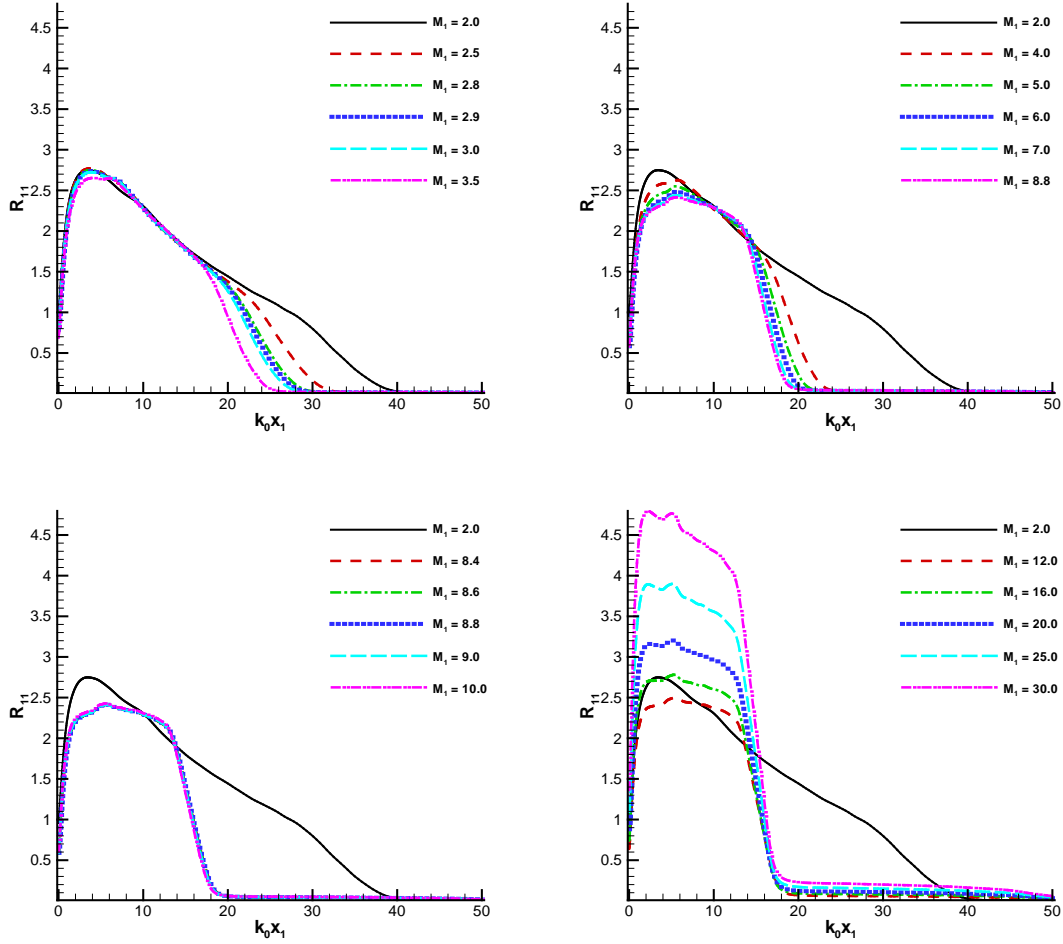 M₁ = 2.0
M₁ = 2.5
M₁ = 2.8
M₁ = 2.9
M₁ = 3.0
M₁ = 3.5
R₁₁
4.5
4
3.5
3
2.5
2
1.5
1
0.5
0 10 20 30 40 50
k₀x₁
M₁ = 2.0
M₁ = 4.0
M₁ = 5.0
M₁ = 6.0
M₁ = 7.0
M₁ = 8.8
R₁₁
4.5
4
3.5
3
2.5
2
1.5
1
0.5
0 10 20 30 40 50
k₀x₁
M₁ = 2.0
M₁ = 8.4
M₁ = 8.6
M₁ = 8.8
M₁ = 9.0
M₁ = 10.0
R₁₁
4.5
4
3.5
3
2.5
2
1.5
1
0.5
0 10 20 30 40 50
k₀x₁
M₁ = 2.0
M₁ = 12.0
M₁ = 16.0
M₁ = 20.0
M₁ = 25.0
M₁ = 30.0
R₁₁
4.5
4
3.5
3
2.5
2
1.5
1
0.5
0 10 20 30 40 50
k₀x₁